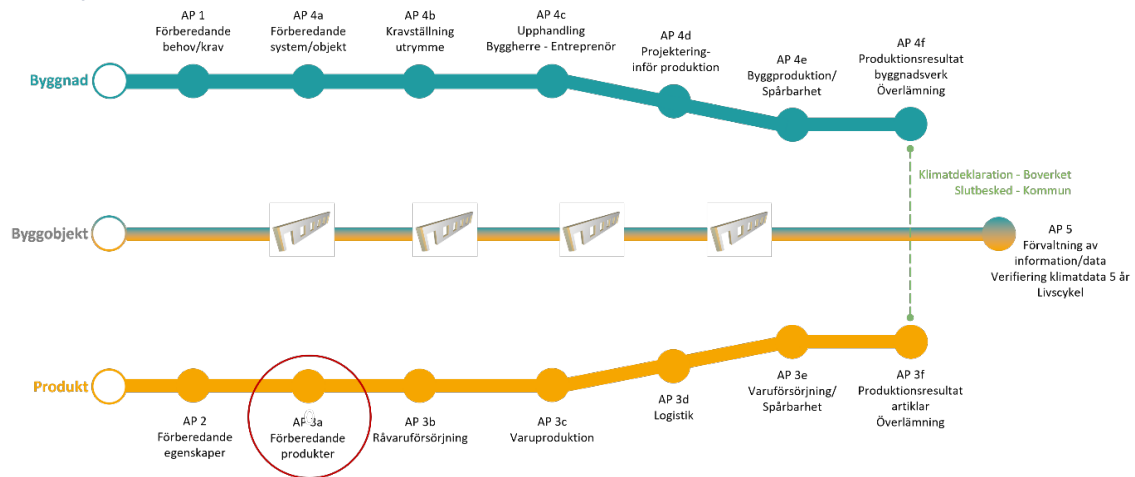 AP 1
Förberedande
behov/krav
AP 4a
Förberedande
system/objekt
AP 4b
Kravställning
utrymme
AP 4c
Upphandling
Byggherre - Entreprenör
AP 4d
Projektering-
inför produktion
AP 4e
Byggproduktion/
Spårbarhet
AP 4f
Produktionsresultat
byggnadsverk
Överlämning
Byggnad
Klimatdeklaration - Boverket
Slutbesked - Kommun
Byggobjekt
AP 5
Förvaltning av
information/data
Verifiering klimatdata 5 år
Livscykel
Produkt
AP 2
Förberedande
egenskaper
AP 3a
Förberedande
produkter
AP 3b
Råvaruförsörjning
AP 3c
Varuproduktion
AP 3d
Logistik
AP 3e
Varuförsörjning/
Spårbarhet
AP 3f
Produktionsresultat
artiklar
Överlämning